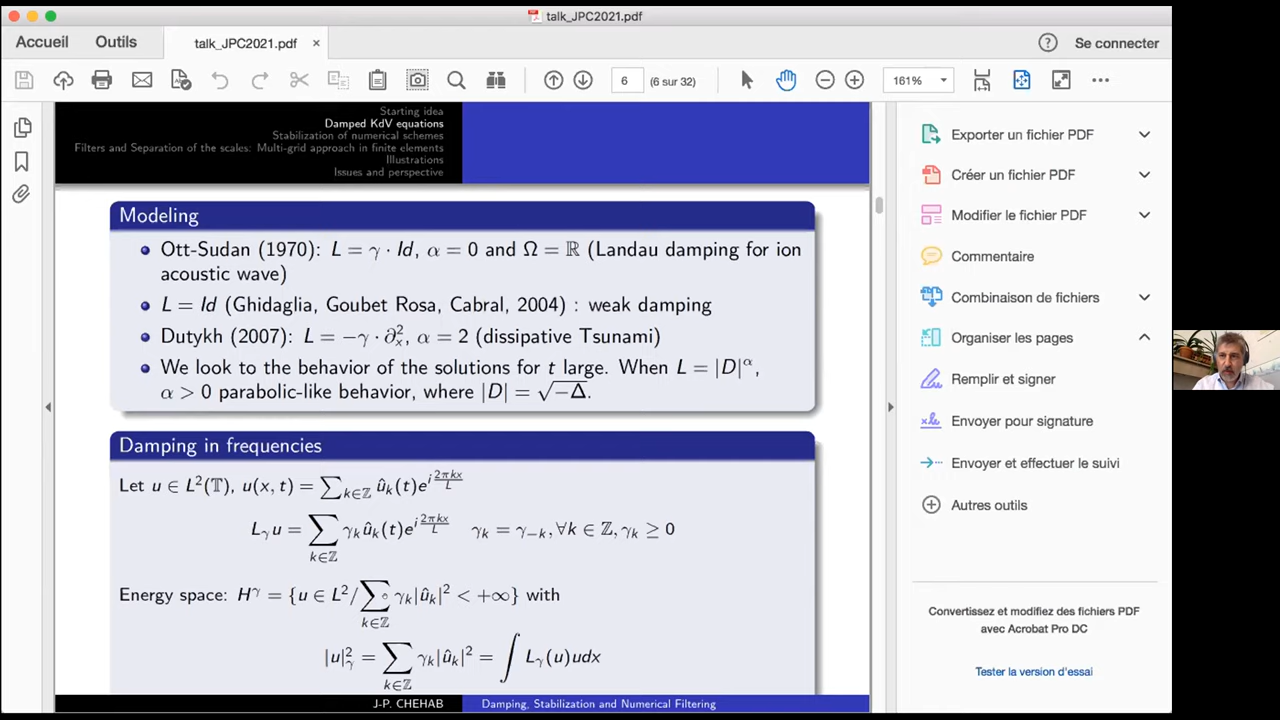 talk_JPC2021.pdf
Accueil Outils talk_JPC2021.pdf × ? Se connecter
6 (6 sur 32) 161%
Starting idea
Damped KdV equations
Stabilization of numerical schemes
Filters and Separation of the scales: Multi-grid approach in finite elements
Illustrations
Issues and perspective
Modeling
Ott-Sudan (1970): L = γ · Id, α = 0 and Ω = ℝ (Landau damping for ion
acoustic wave)
L = Id (Ghidaglia, Goubet Rosa, Cabral, 2004) : weak damping
Dutykh (2007): L = −γ · ∂ₓ², α = 2 (dissipative Tsunami)
We look to the behavior of the solutions for t large. When L = |D|^α,
α > 0 parabolic-like behavior, where |D| = √−Δ.
Damping in frequencies
Let u ∈ L²(𝕋), u(x, t) = ∑_{k∈ℤ} û_k(t)e^{i 2πkx/L}
L_γ u = ∑_{k∈ℤ} γ_k û_k(t)e^{i 2πkx/L} γ_k = γ_{−k}, ∀k ∈ ℤ, γ_k ≥ 0
Energy space: H^γ = {u ∈ L²/ ∑_{k∈ℤ} γ_k|û_k|² < +∞} with
|u|²_γ = ∑_{k∈ℤ} γ_k|û_k|² = ∫ L_γ(u)udx
J-P. CHEHAB Damping, Stabilization and Numerical Filtering
Exporter un fichier PDF
Créer un fichier PDF
Modifier le fichier PDF
Commentaire
Combinaison de fichiers
Organiser les pages
Remplir et signer
Envoyer pour signature
Envoyer et effectuer le suivi
Autres outils
Convertissez et modifiez des fichiers PDF
avec Acrobat Pro DC
Tester la version d'essai